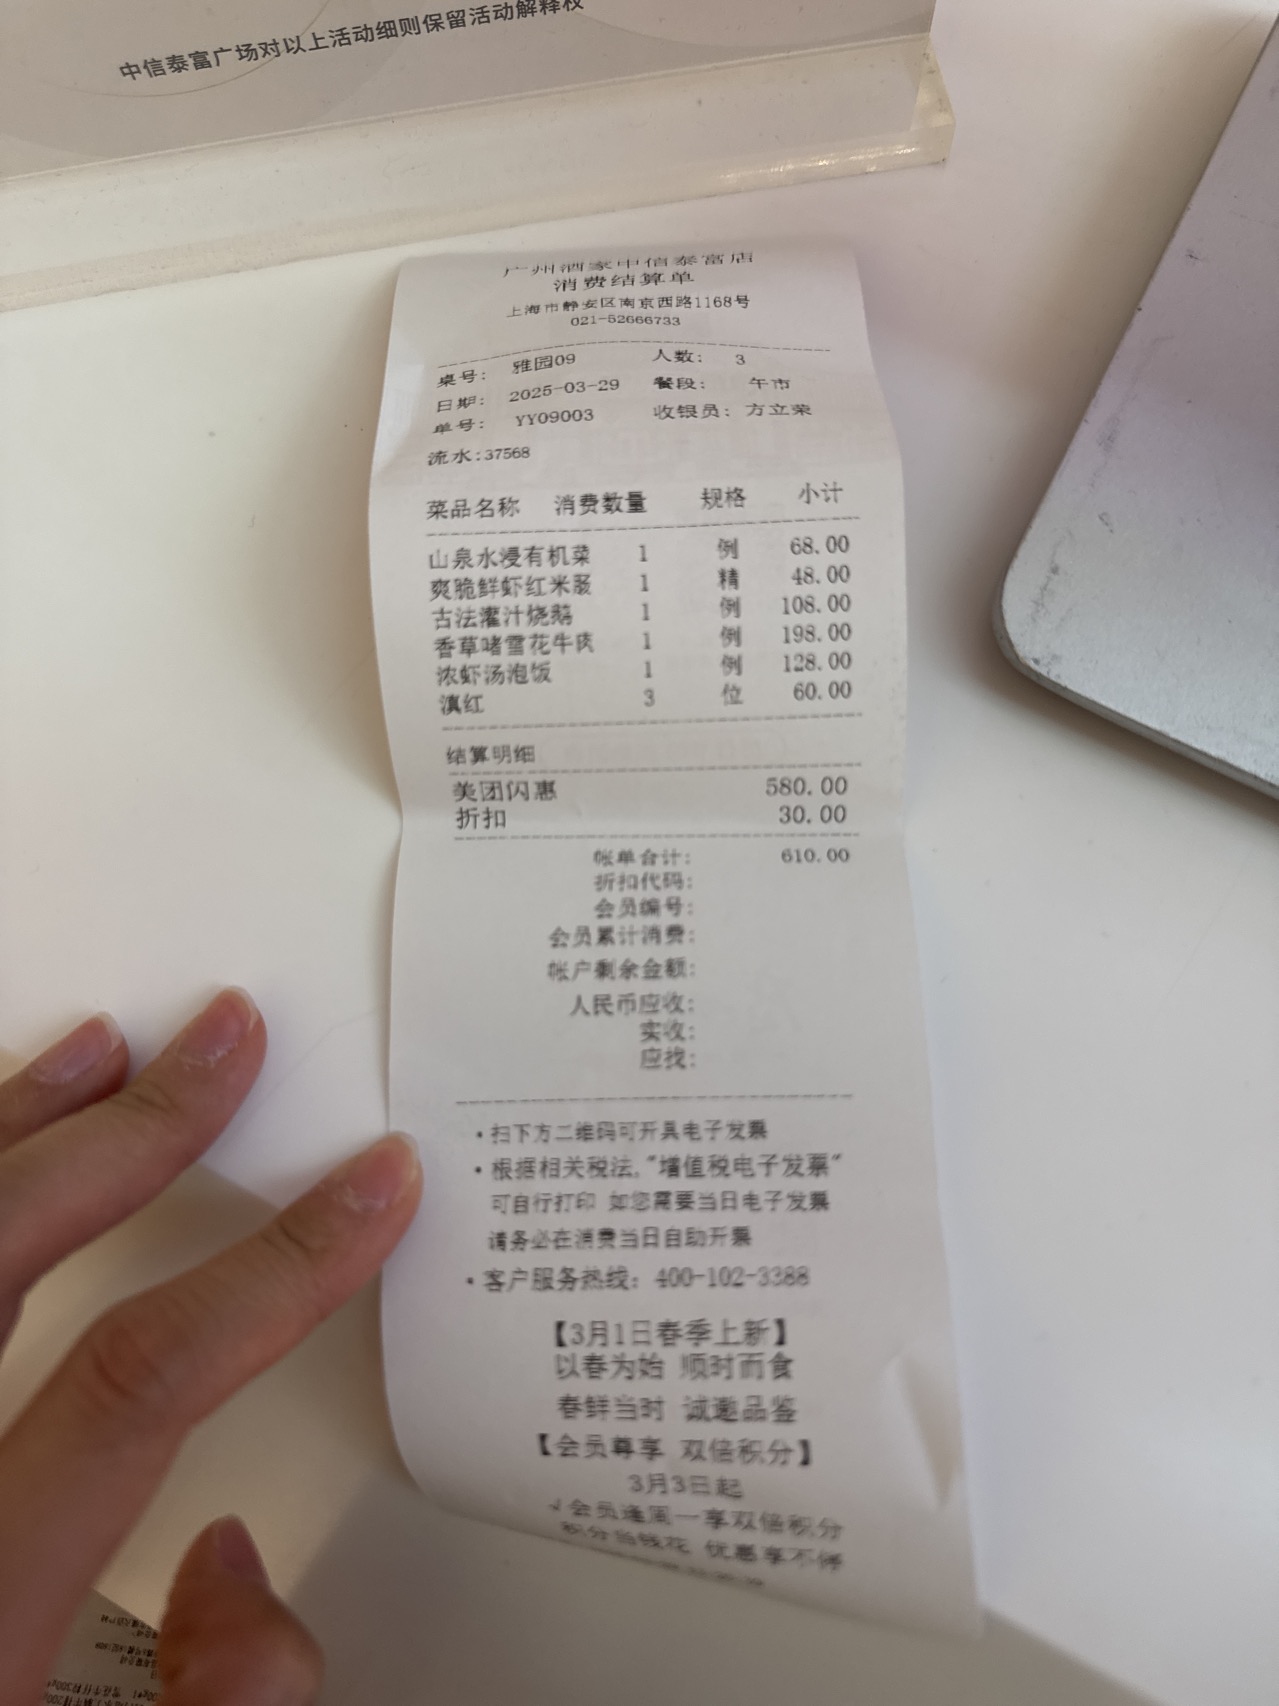 中信泰富广场对以上活动细则保留活动解释权
广州酒家中信泰富店
消费结算单
上海市静安区南京西路1168号
021-52666733
桌号： 雅园09 人数： 3
日期： 2025-03-29 餐段： 午市
单号： YY09003 收银员：方立荣
流水:37568
菜品名称 消费数量 规格 小计
山泉水浸有机菜 1 例 68.00
爽脆鲜虾红米肠 1 精 48.00
古法灌汁烧鹅 1 例 108.00
香草啫雪花牛肉 1 例 198.00
浓虾汤泡饭 1 例 128.00
滇红 3 位 60.00
结算明细
美团闪惠 580.00
折扣 30.00
帐单合计: 610.00
折扣代码:
会员编号:
会员累计消费:
帐户剩余金额:
人民币应收:
实收:
应找:
·扫下方二维码可开具电子发票
·根据相关税法,"增值税电子发票"
可自行打印 如您需要当日电子发票
请务必在消费当日自助开票
·客户服务热线：400-102-3388
【3月1日春季上新】
以春为始 顺时而食
春鲜当时 诚邀品鉴
【会员尊享 双倍积分】
3月3日起
√会员逢周一享双倍积分
积分当钱花 优惠享不停